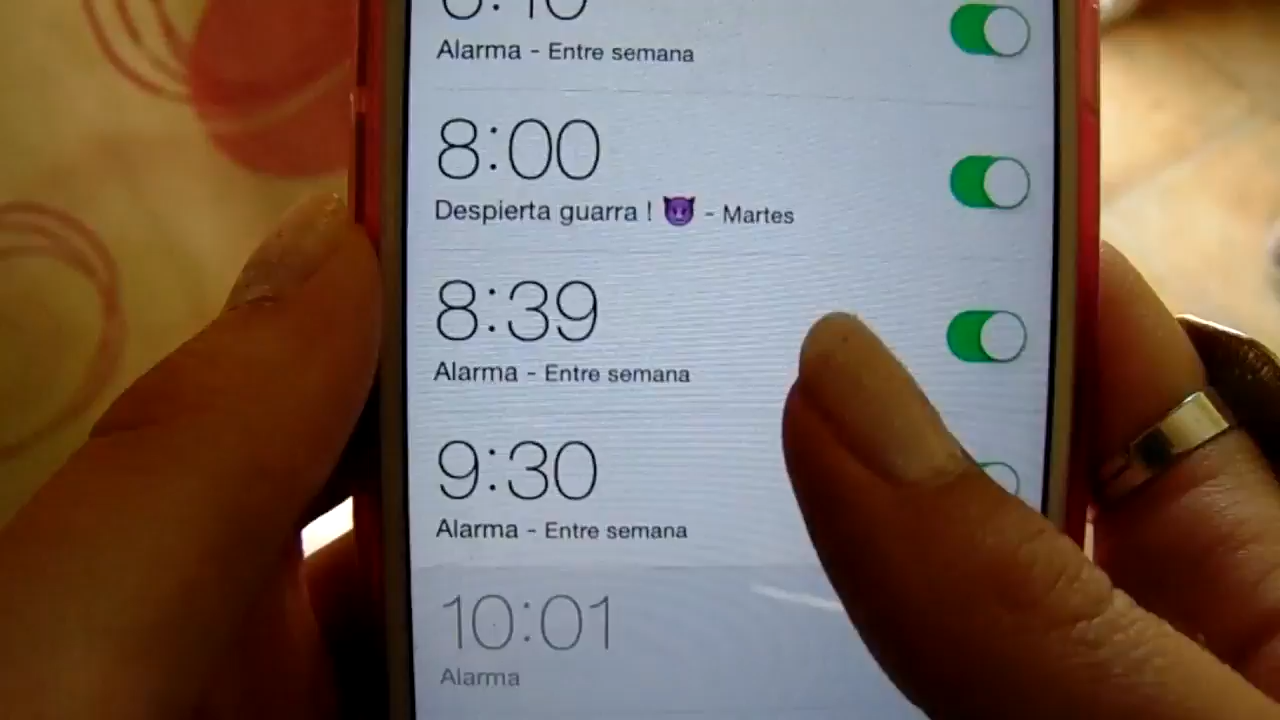 Alarma - Entre semana
8:00
Despierta guarra ! 😈 - Martes
8:39
Alarma - Entre semana
9:30
Alarma - Entre semana
10:01
Alarma